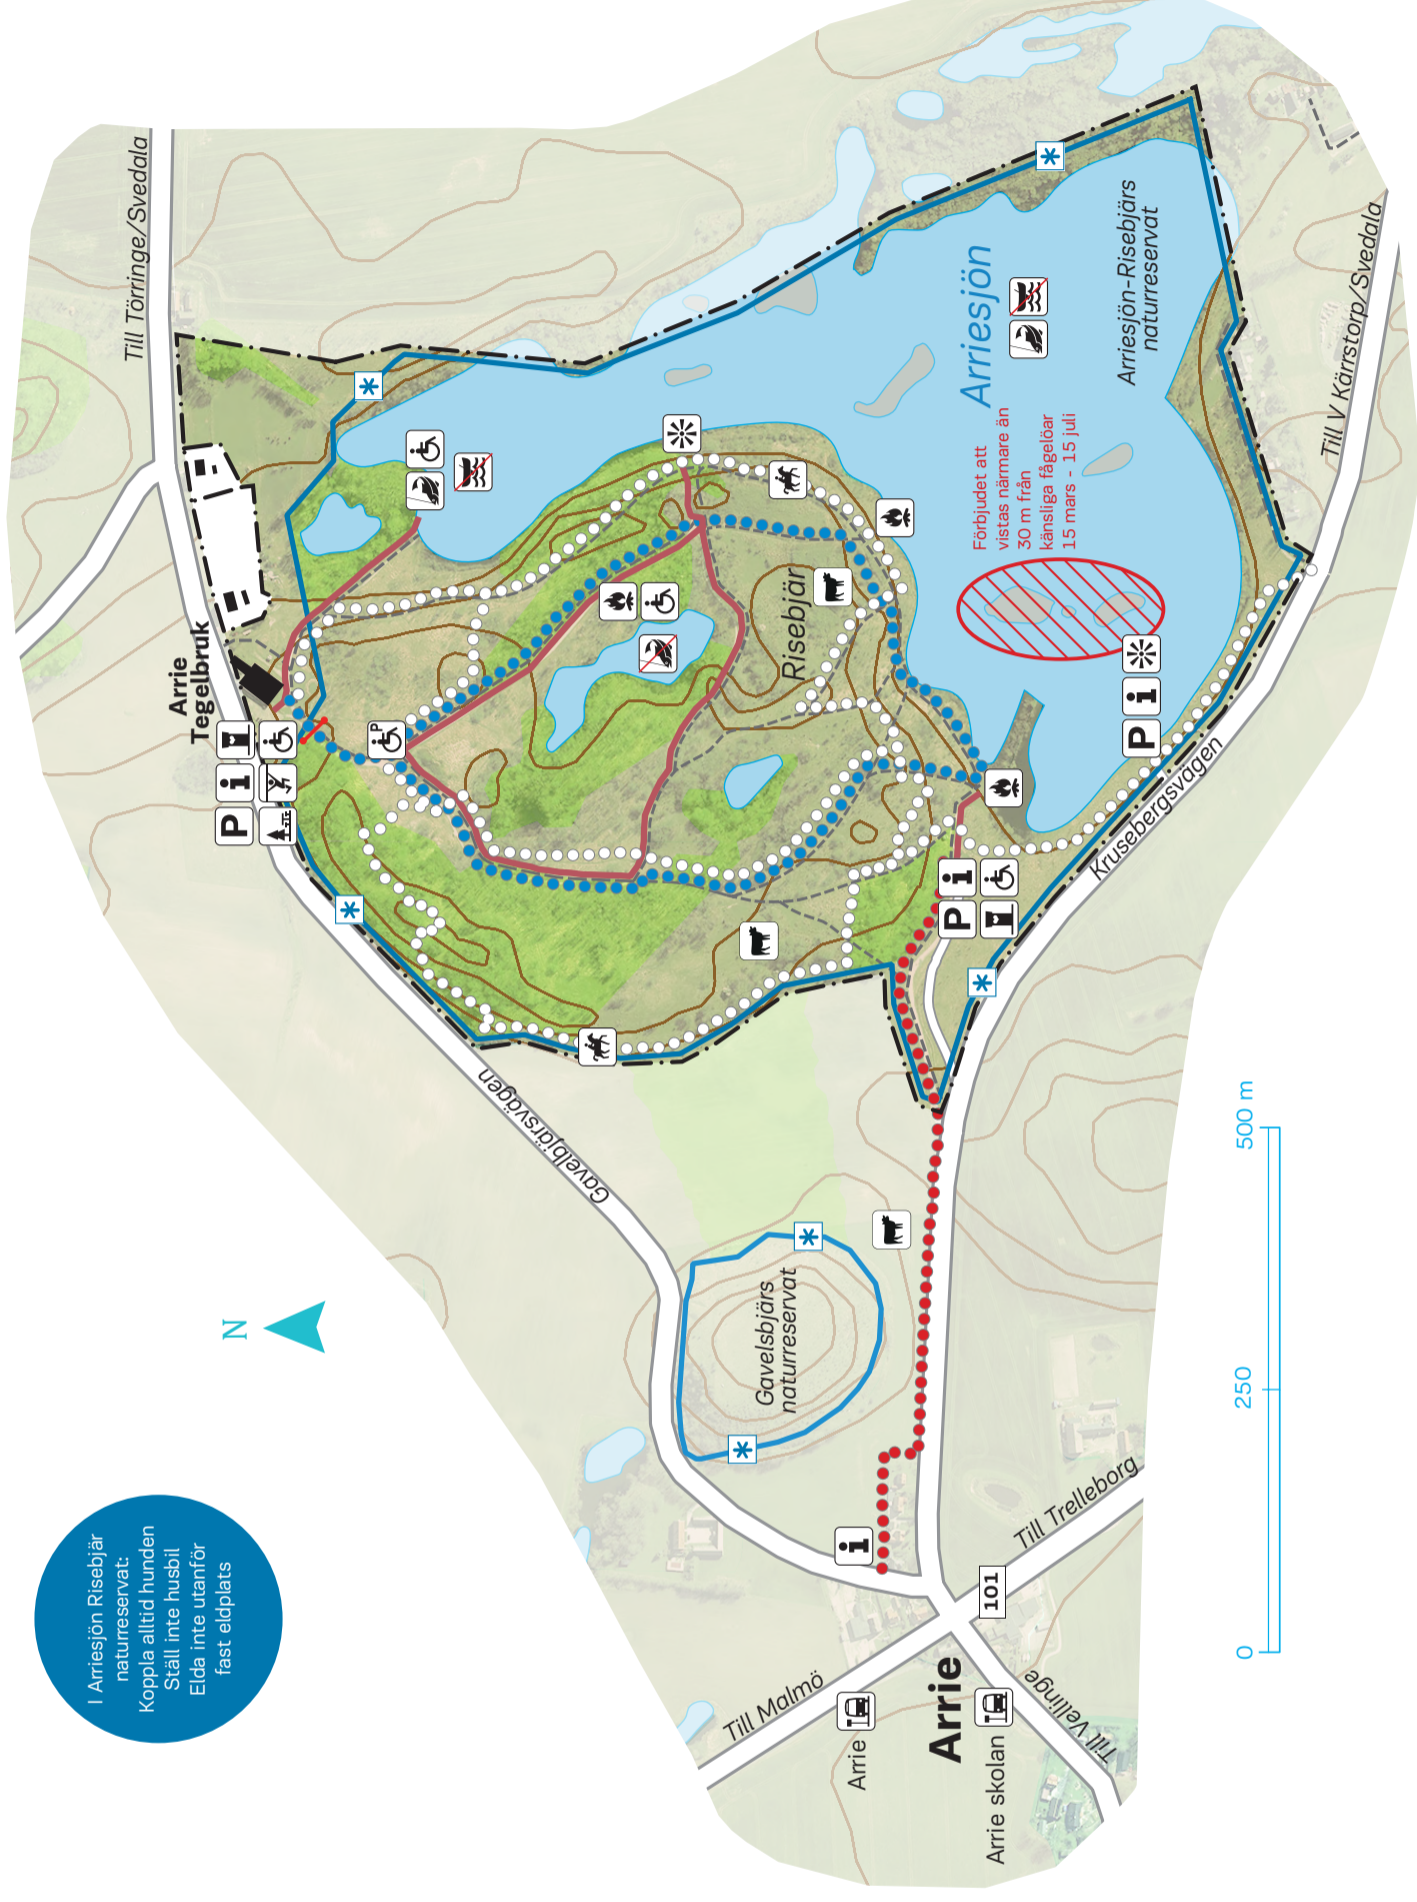 I Arriesjön Risebjär
naturreservat:
Koppla alltid hunden
Ställ inte husbil
Elda inte utanför
fast eldplats
N
Till Törringe/Svedala
Arrie
Tegelbruk
P
P
Gavelbjärsvägen
Risebjär
Arriesjön
Arriesjön-Risebjärs
naturreservat
Förbjudet att
vistas närmare än
30 m från
känsliga fågelöar
15 mars - 15 juli
P i
P i
P i
Krusebergsvägen
Till V Kärrstorp/Svedala
Gavelsbjärs
naturreservat
i
Till Malmö
Arrie
Arrie
Arrie skolan
101
Till Trelleborg
Till Vellinge
0 250 500 m